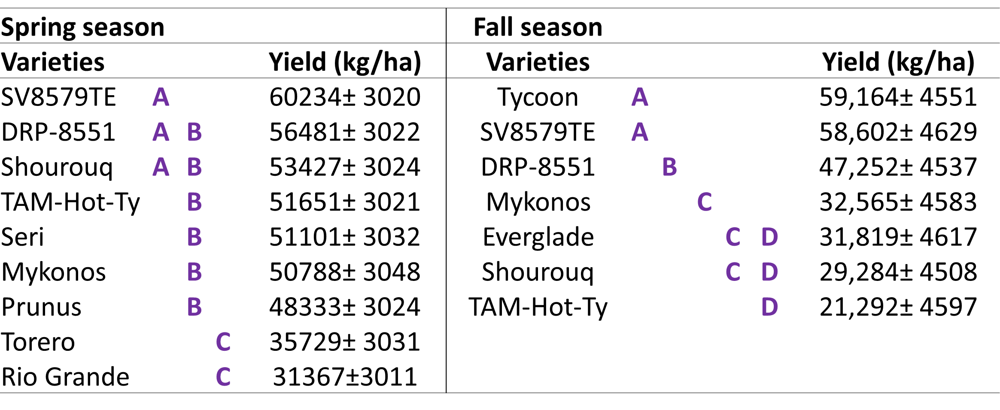 Spring season Fall season
Varieties Yield (kg/ha) Varieties Yield (kg/ha)
SV8579TE A 60234± 3020 Tycoon A 59,164± 4551
DRP-8551 A B 56481± 3022 SV8579TE A 58,602± 4629
Shourouq A B 53427± 3024 DRP-8551 B 47,252± 4537
TAM-Hot-Ty B 51651± 3021 Mykonos C 32,565± 4583
Seri B 51101± 3032 Everglade C D 31,819± 4617
Mykonos B 50788± 3048 Shourouq C D 29,284± 4508
Prunus B 48333± 3024 TAM-Hot-Ty D 21,292± 4597
Torero C 35729± 3031
Rio Grande C 31367±3011